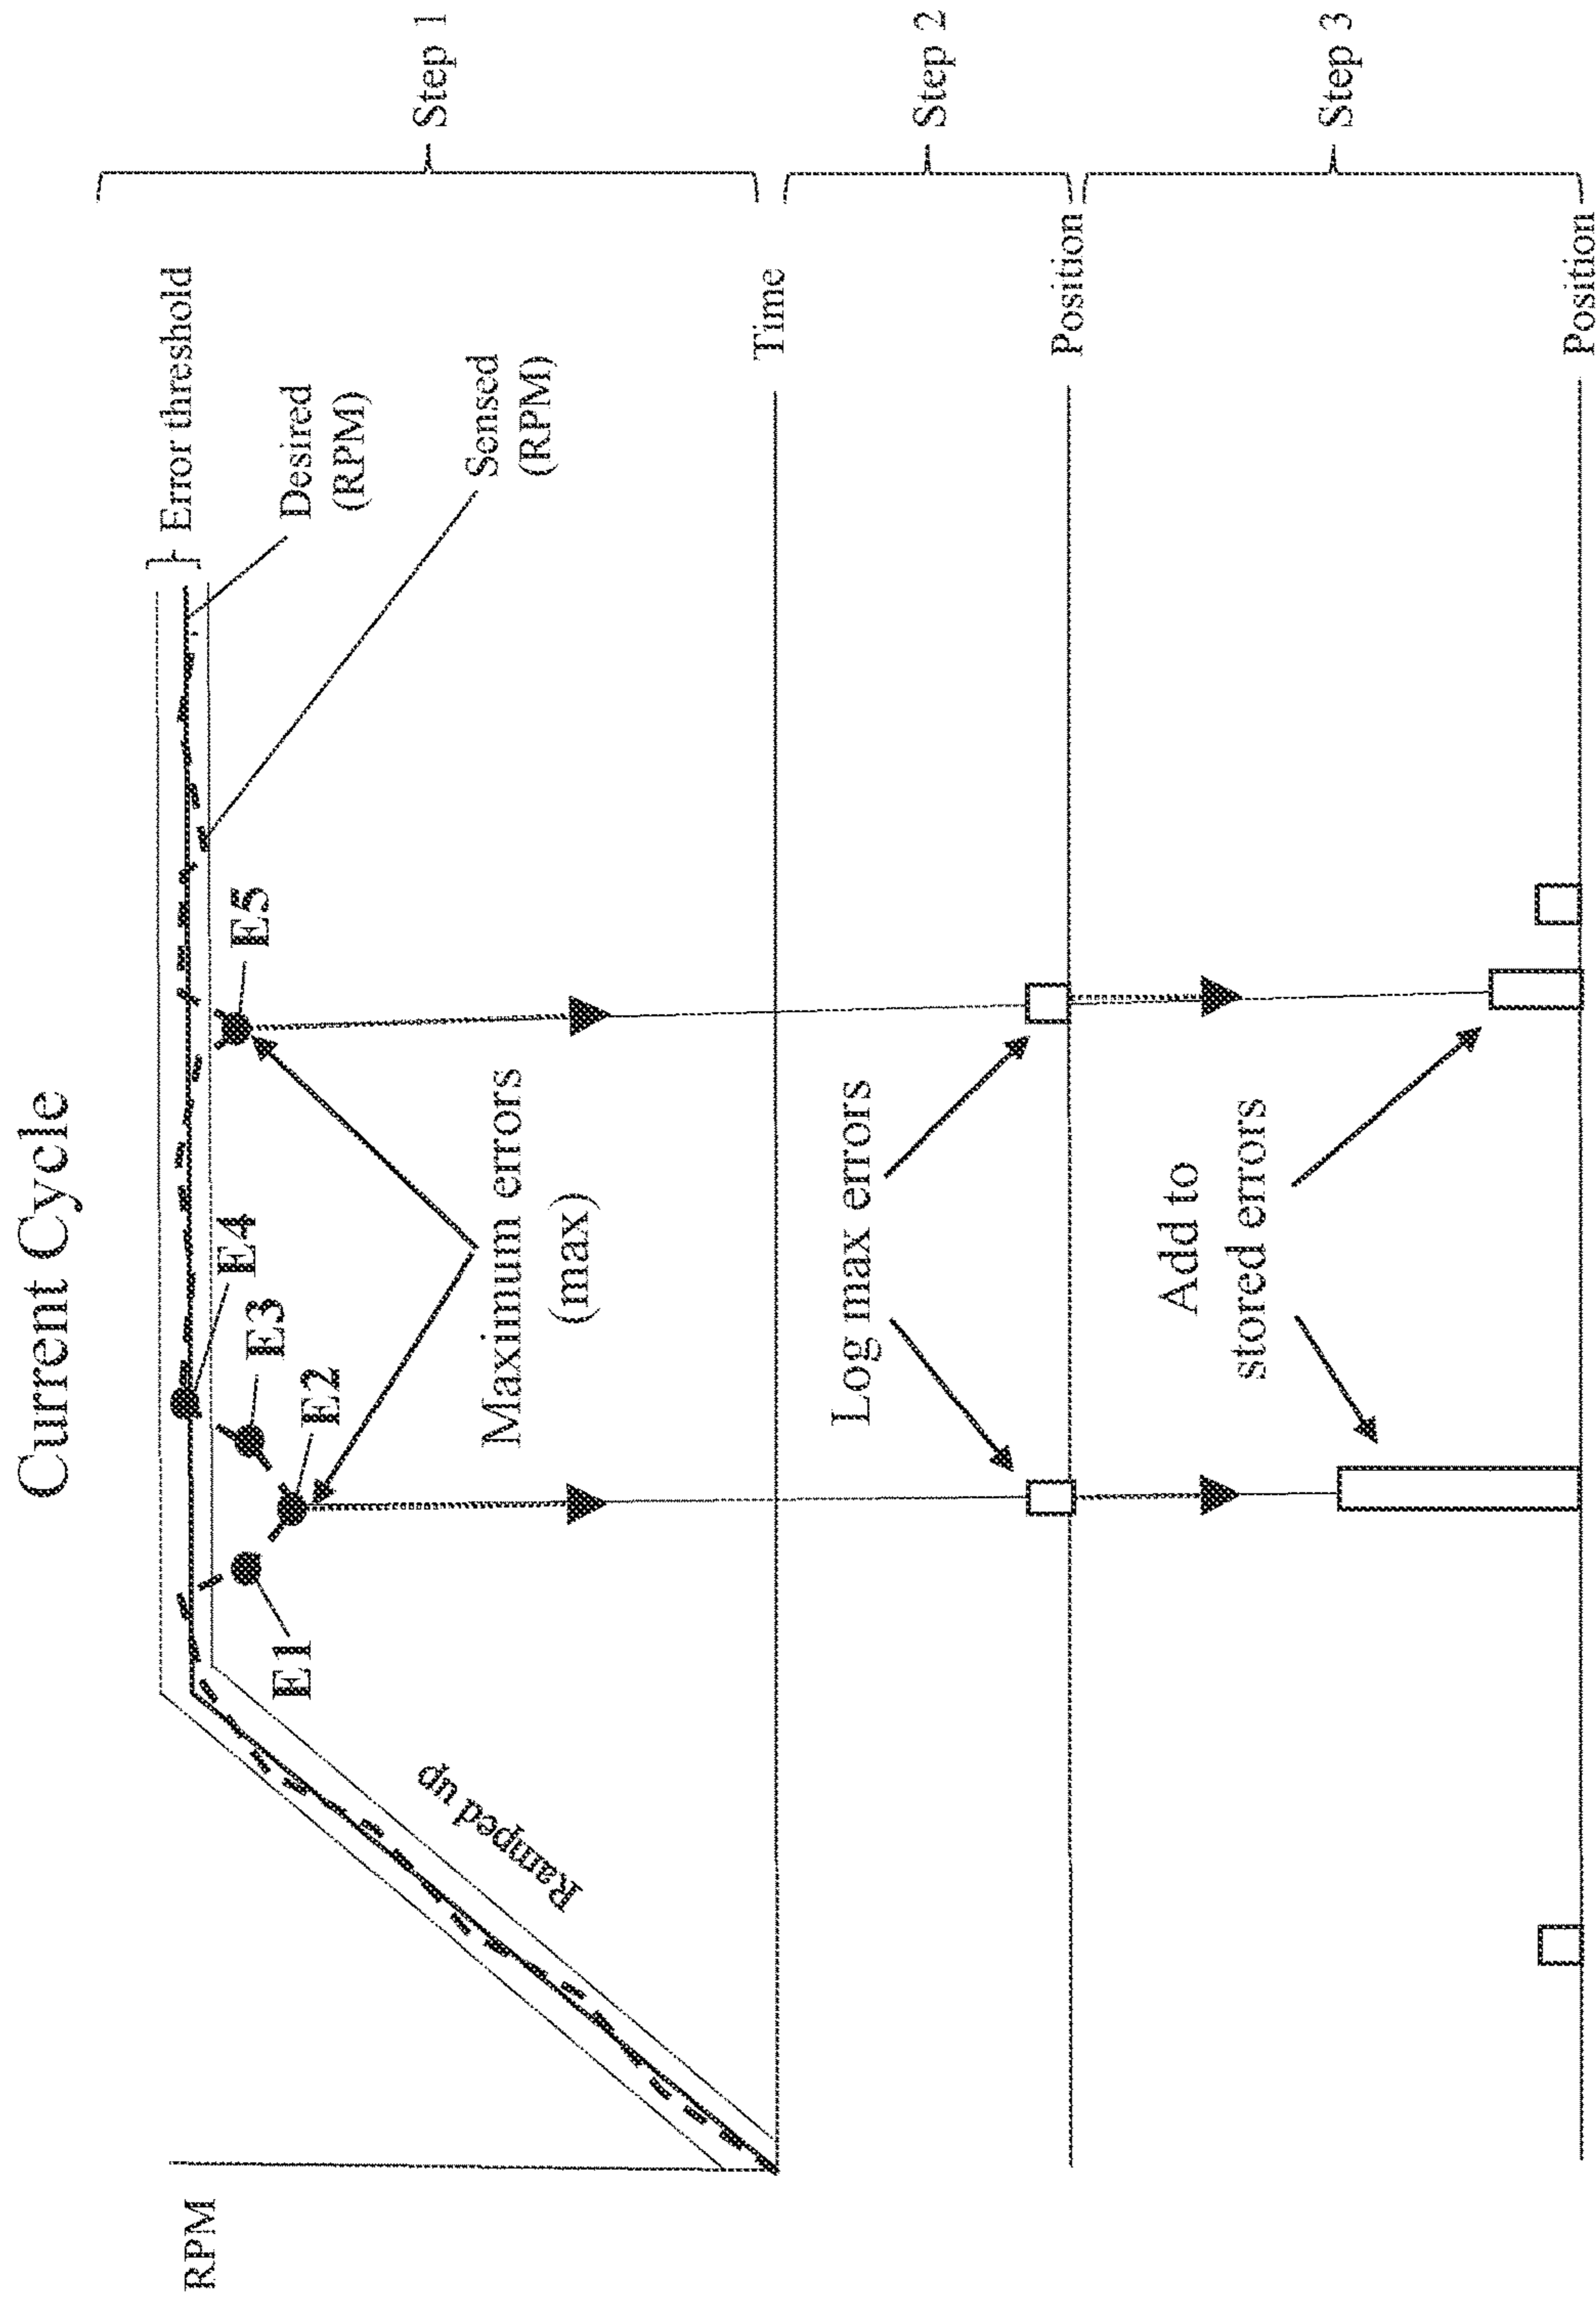 Current Cycle
RPM
Error threshold
Desired
(RPM)
Sensed
(RPM)
E1
E2
E3
E4
E5
Ramped up
Maximum errors
(max)
Time
Step 1
Log max errors
Position
Step 2
Add to
stored errors
Position
Step 3